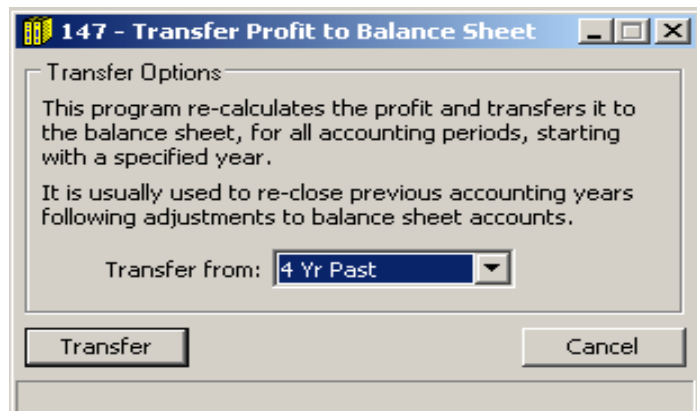 147 - Transfer Profit to Balance Sheet
Transfer Options
This program re-calculates the profit and transfers it to
the balance sheet, for all accounting periods, starting
with a specified year.
It is usually used to re-close previous accounting years
following adjustments to balance sheet accounts.
Transfer from: 4 Yr Past
Transfer Cancel